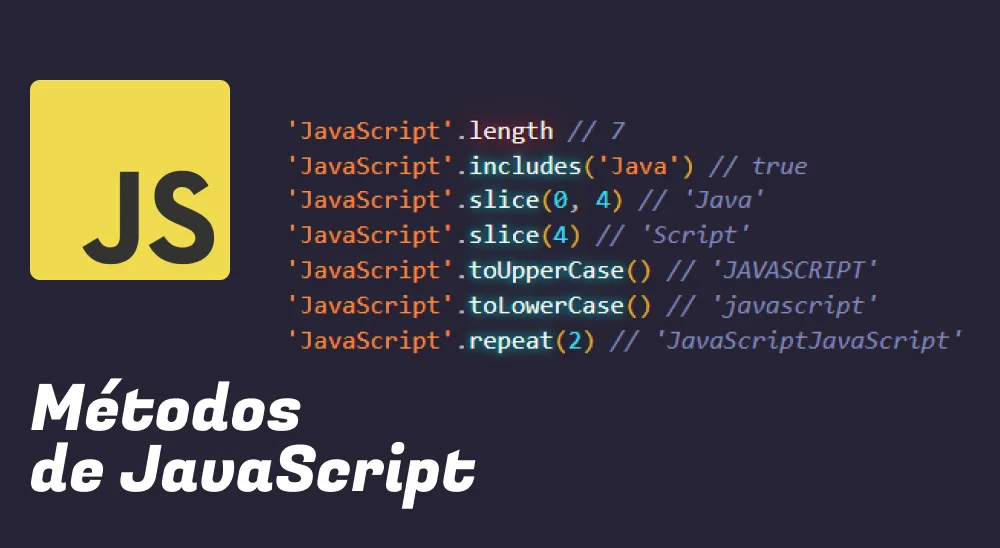 JS
'JavaScript'.length // 7
'JavaScript'.includes('Java') // true
'JavaScript'.slice(0, 4) // 'Java'
'JavaScript'.slice(4) // 'Script'
'JavaScript'.toUpperCase() // 'JAVASCRIPT'
'JavaScript'.toLowerCase() // 'javascript'
'JavaScript'.repeat(2) // 'JavaScriptJavaScript'
Métodos
de JavaScript